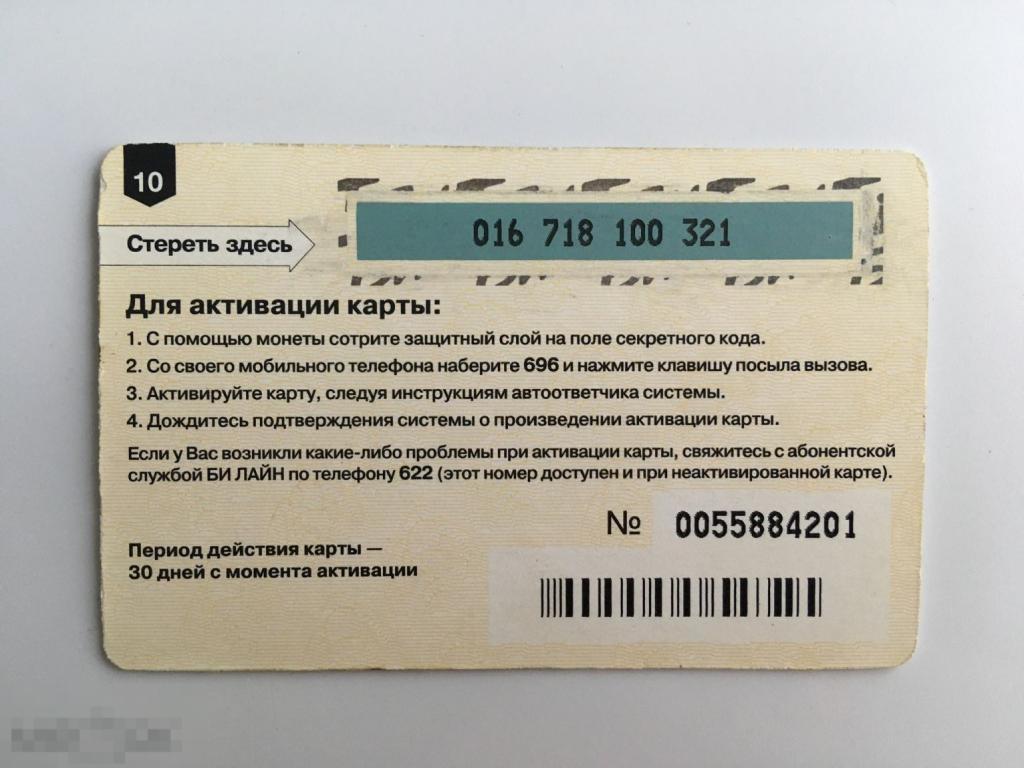 10
016 718 100 321
Стереть здесь
Для активации карты:
1. С помощью монеты сотрите защитный слой на поле секретного кода.
2. Со своего мобильного телефона наберите 696 и нажмите клавишу посыла вызова.
3. Активируйте карту, следуя инструкциям автоответчика системы.
4. Дождитесь подтверждения системы о произведении активации карты.
Если у Вас возникли какие-либо проблемы при активации карты, свяжитесь с абонентской
службой БИ ЛАЙН по телефону 622 (этот номер доступен и при неактивированной карте).
№ 0055884201
Период действия карты —
30 дней с момента активации